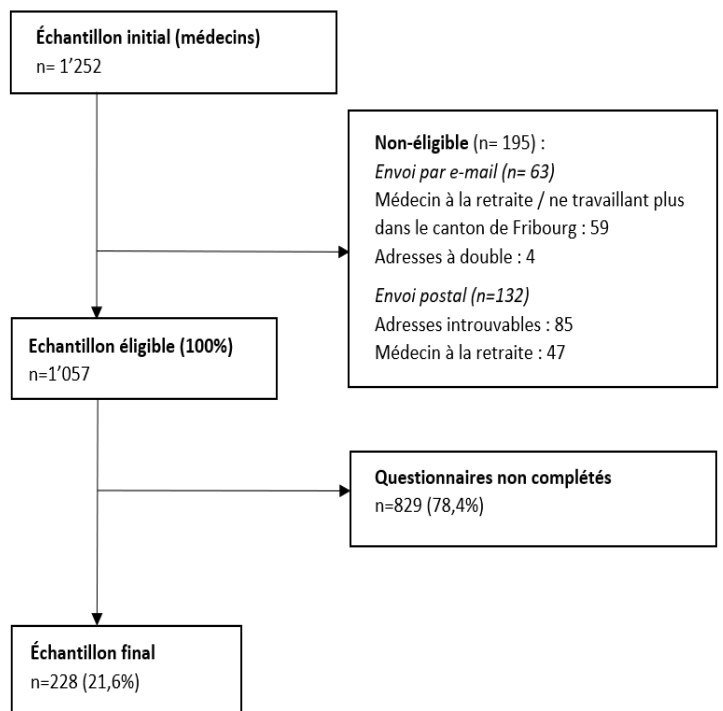 Échantillon initial (médecins)
n= 1’252
Non-éligible (n= 195) :
Envoi par e-mail (n= 63)
Médecin à la retraite / ne travaillant plus
dans le canton de Fribourg : 59
Adresses à double : 4
Envoi postal (n=132)
Adresses introuvables : 85
Médecin à la retraite : 47
Echantillon éligible (100%)
n=1’057
Questionnaires non complétés
n=829 (78,4%)
Échantillon final
n=228 (21,6%)